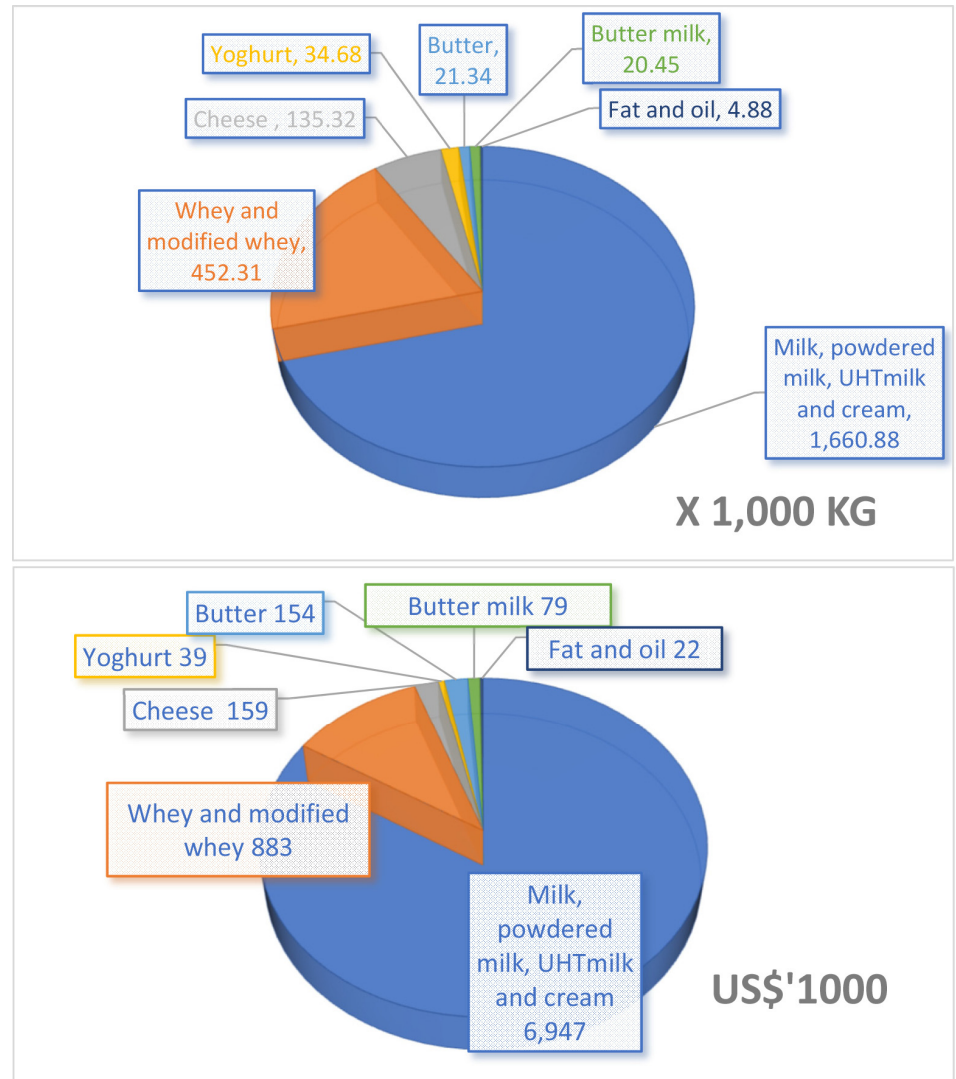 Yoghurt, 34.68
Butter,
21.34
Butter milk,
20.45
Cheese , 135.32
Fat and oil, 4.88
Whey and
modified whey,
452.31
Milk, powdered
milk, UHTmilk
and cream,
1,660.88
X 1,000 KG
Butter 154
Butter milk 79
Yoghurt 39
Fat and oil 22
Cheese  159
Whey and modified
whey 883
Milk,
powdered
milk, UHTmilk
and cream
6,947
US$'1000